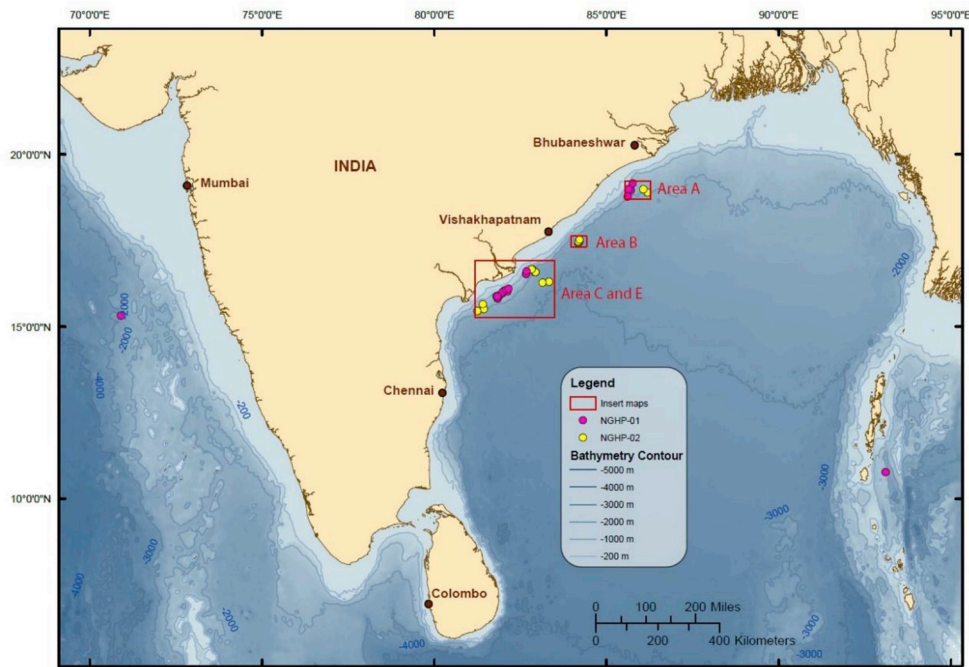 70°0'0"E
75°0'0"E
80°0'0"E
85°0'0"E
90°0'0"E
95°0'0"E
20°0'0"N
15°0'0"N
10°0'0"N
Bhubaneshwar
INDIA
Mumbai
Area A
Vishakhapatnam
Area B
-2000
Area C and E
-2000
-2000
-4000
-200
Chennai
Legend
Insert maps
NGHP-01
NGHP-02
Bathymetry Contour
-5000 m
-4000 m
-3000 m
-2000 m
-1000 m
-200 m
-3000
-3000
-3000
-4000
-2000
Colombo
-4000
0 100 200 Miles
0 200 400 Kilometers
-3000
-3000